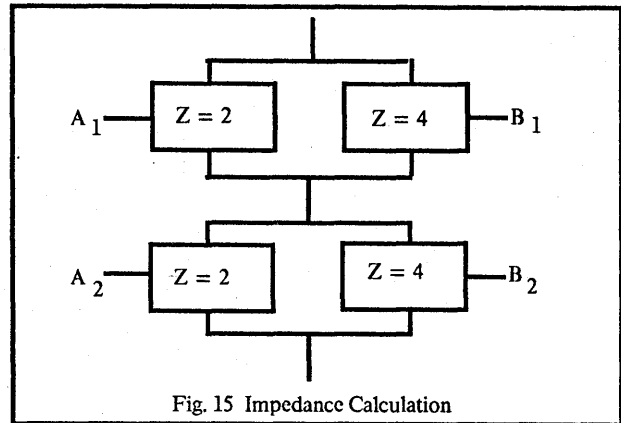 A 1 Z = 2 Z = 4 B 1
A 2 Z = 2 Z = 4 B 2
Fig. 15 Impedance Calculation